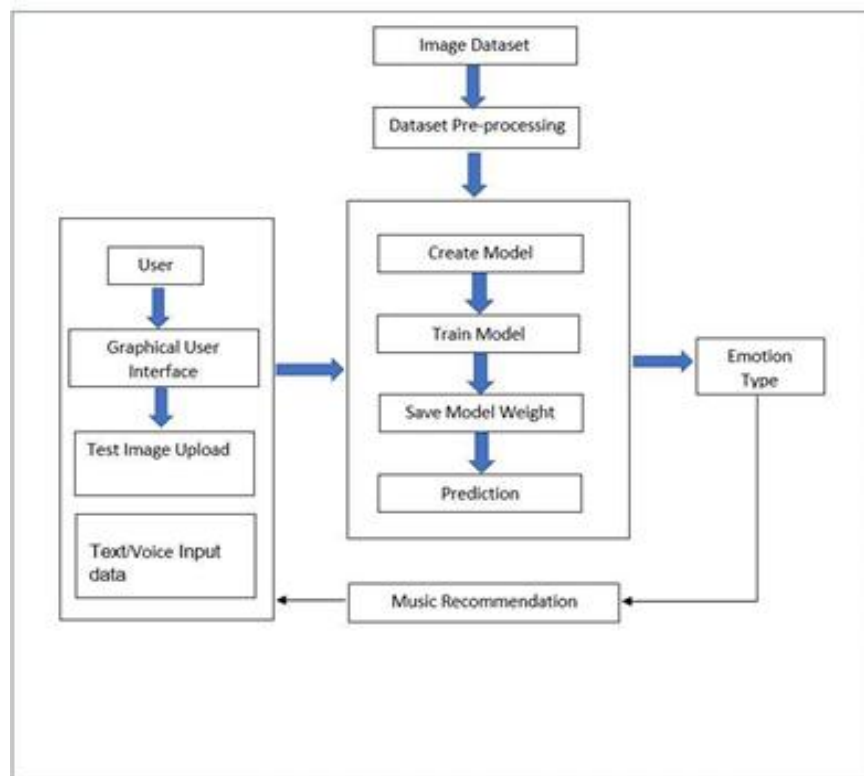 Image Dataset
Dataset Pre-processing
User
Graphical User
Interface
Test Image Upload
Text/Voice Input
data
Create Model
Train Model
Save Model Weight
Prediction
Emotion
Type
Music Recommendation